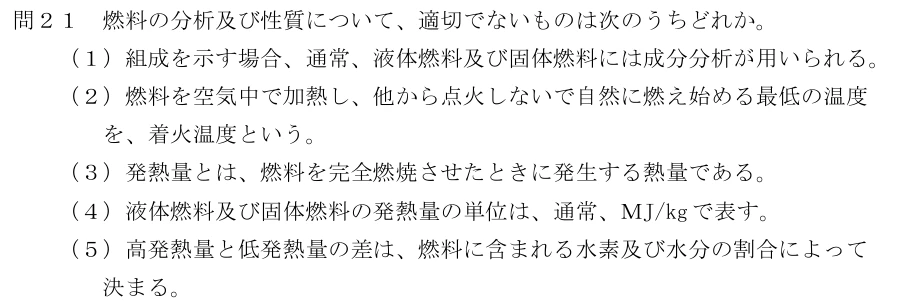 問２１　燃料の分析及び性質について、適切でないものは次のうちどれか。
（１）組成を示す場合、通常、液体燃料及び固体燃料には成分分析が用いられる。
（２）燃料を空気中で加熱し、他から点火しないで自然に燃え始める最低の温度
を、着火温度という。
（３）発熱量とは、燃料を完全燃焼させたときに発生する熱量である。
（４）液体燃料及び固体燃料の発熱量の単位は、通常、MJ/kgで表す。
（５）高発熱量と低発熱量の差は、燃料に含まれる水素及び水分の割合によって
決まる。